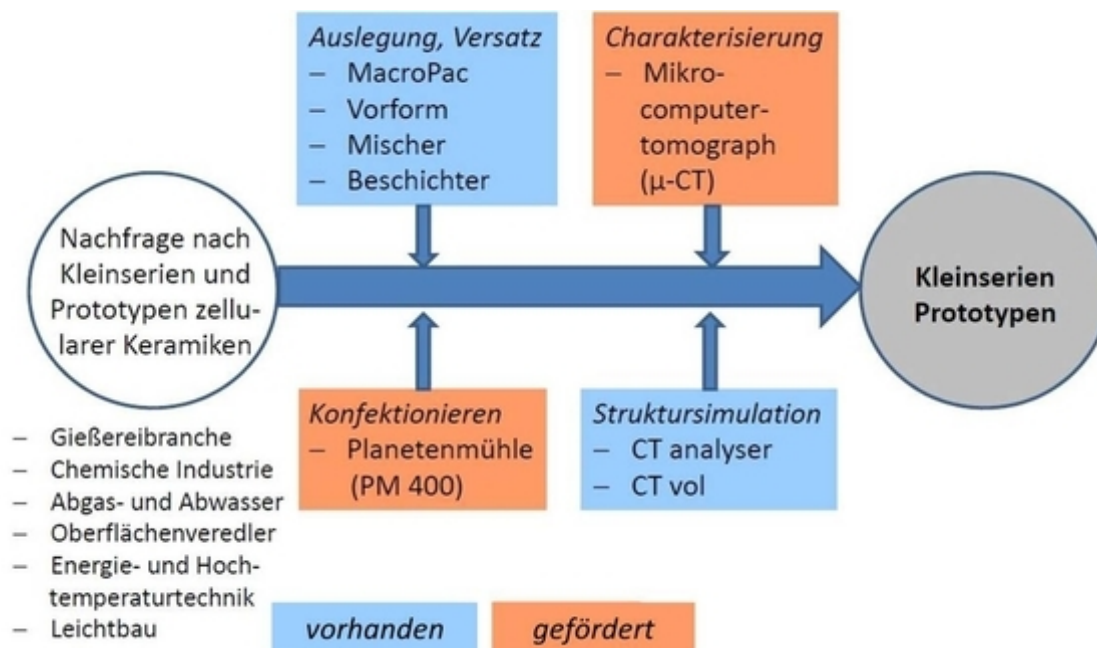 Auslegung, Versatz
– MacroPac
– Vorform
– Mischer
– Beschichter
Charakterisierung
– Mikro-
computer-
tomograph
(µ-CT)
Nachfrage nach
Kleinserien und
Prototypen zellu-
larer Keramiken
Kleinserien
Prototypen
Konfektionieren
– Planetenmühle
(PM 400)
Struktursimulation
– CT analyser
– CT vol
– Gießereibranche
– Chemische Industrie
– Abgas- und Abwasser
– Oberflächenveredler
– Energie- und Hoch-
temperaturtechnik
– Leichtbau
vorhanden
gefördert